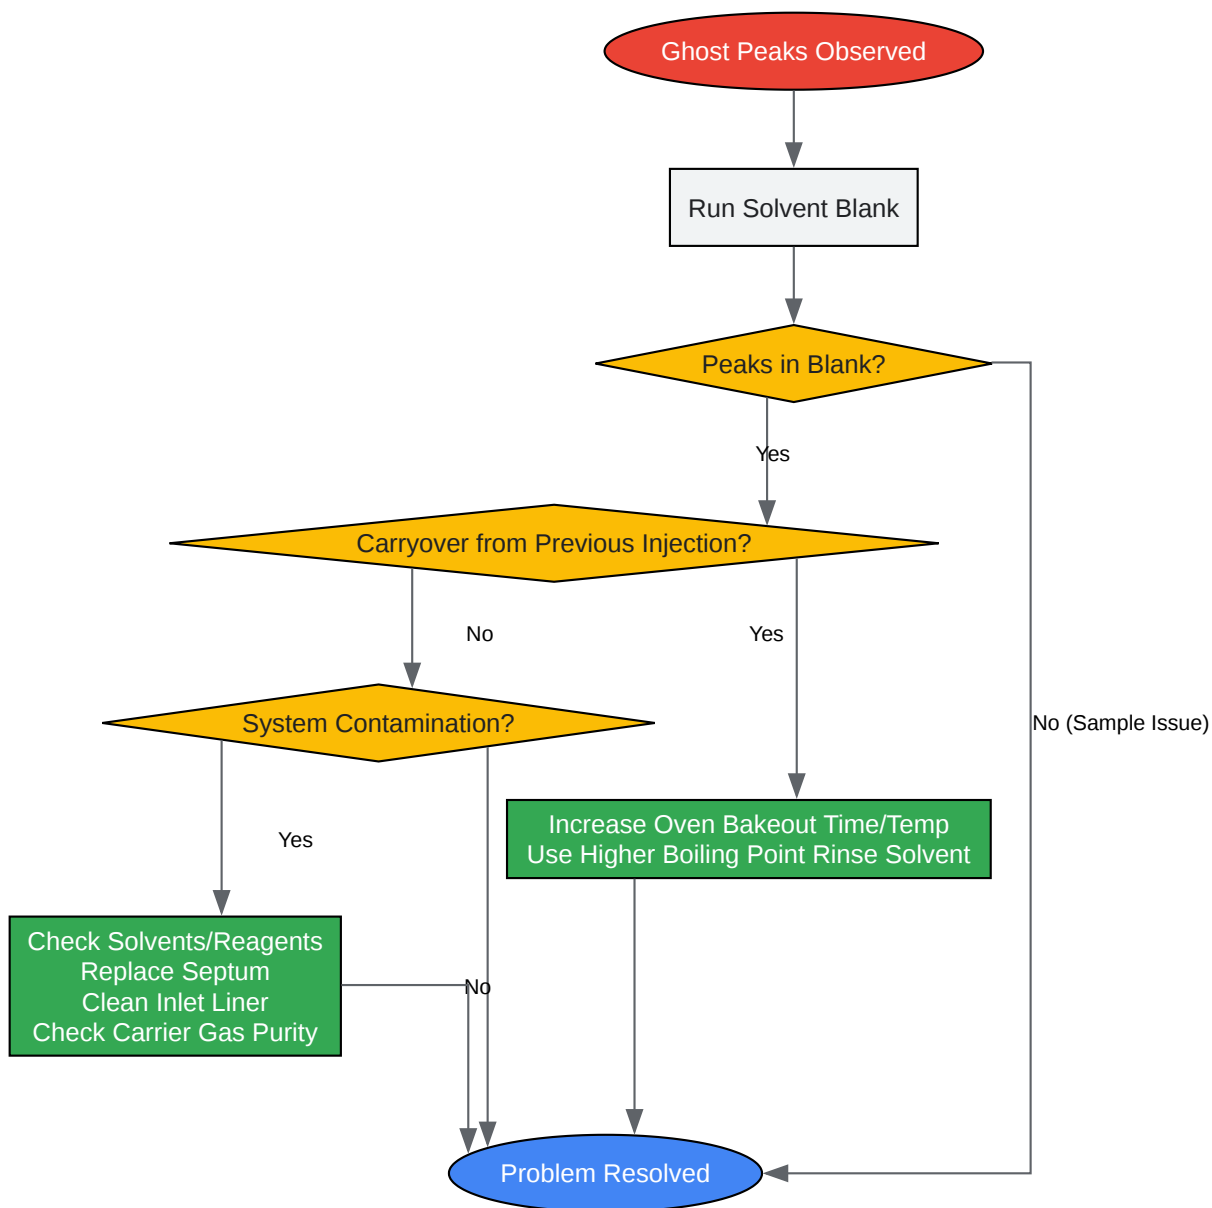 Ghost Peaks Observed
Run Solvent Blank
Peaks in Blank?
Yes
Carryover from Previous Injection?
No
Yes
System Contamination?
No (Sample Issue)
Increase Oven Bakeout Time/Temp
Use Higher Boiling Point Rinse Solvent
Yes
Check Solvents/Reagents
Replace Septum
Clean Inlet Liner
Check Carrier Gas Purity
No
Problem Resolved